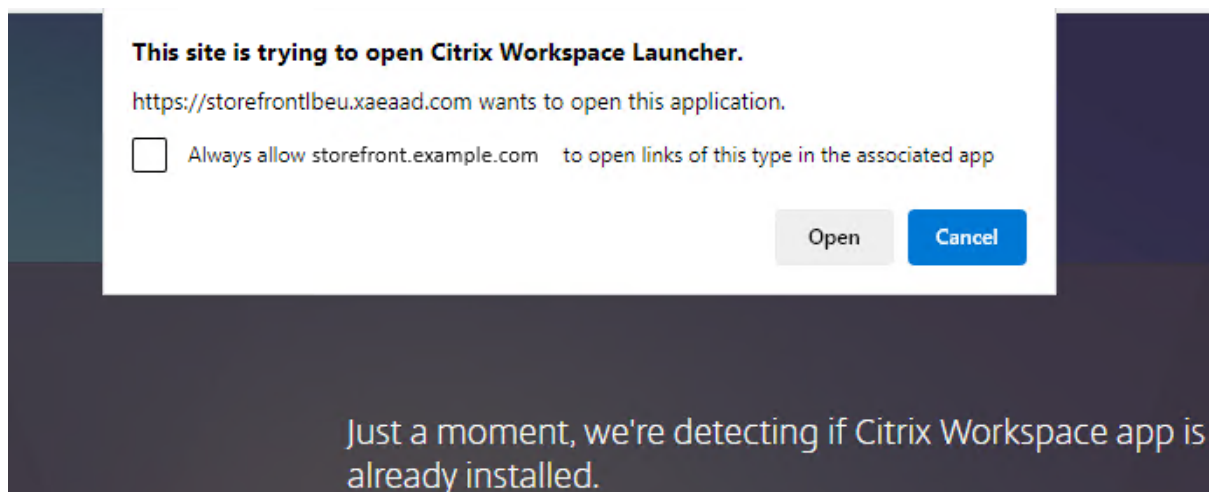 This site is trying to open Citrix Workspace Launcher.
https://storefrontlbeu.xaeaad.com wants to open this application.
Always allow storefront.example.com to open links of this type in the associated app
Open Cancel
Just a moment, we're detecting if Citrix Workspace app is
already installed.